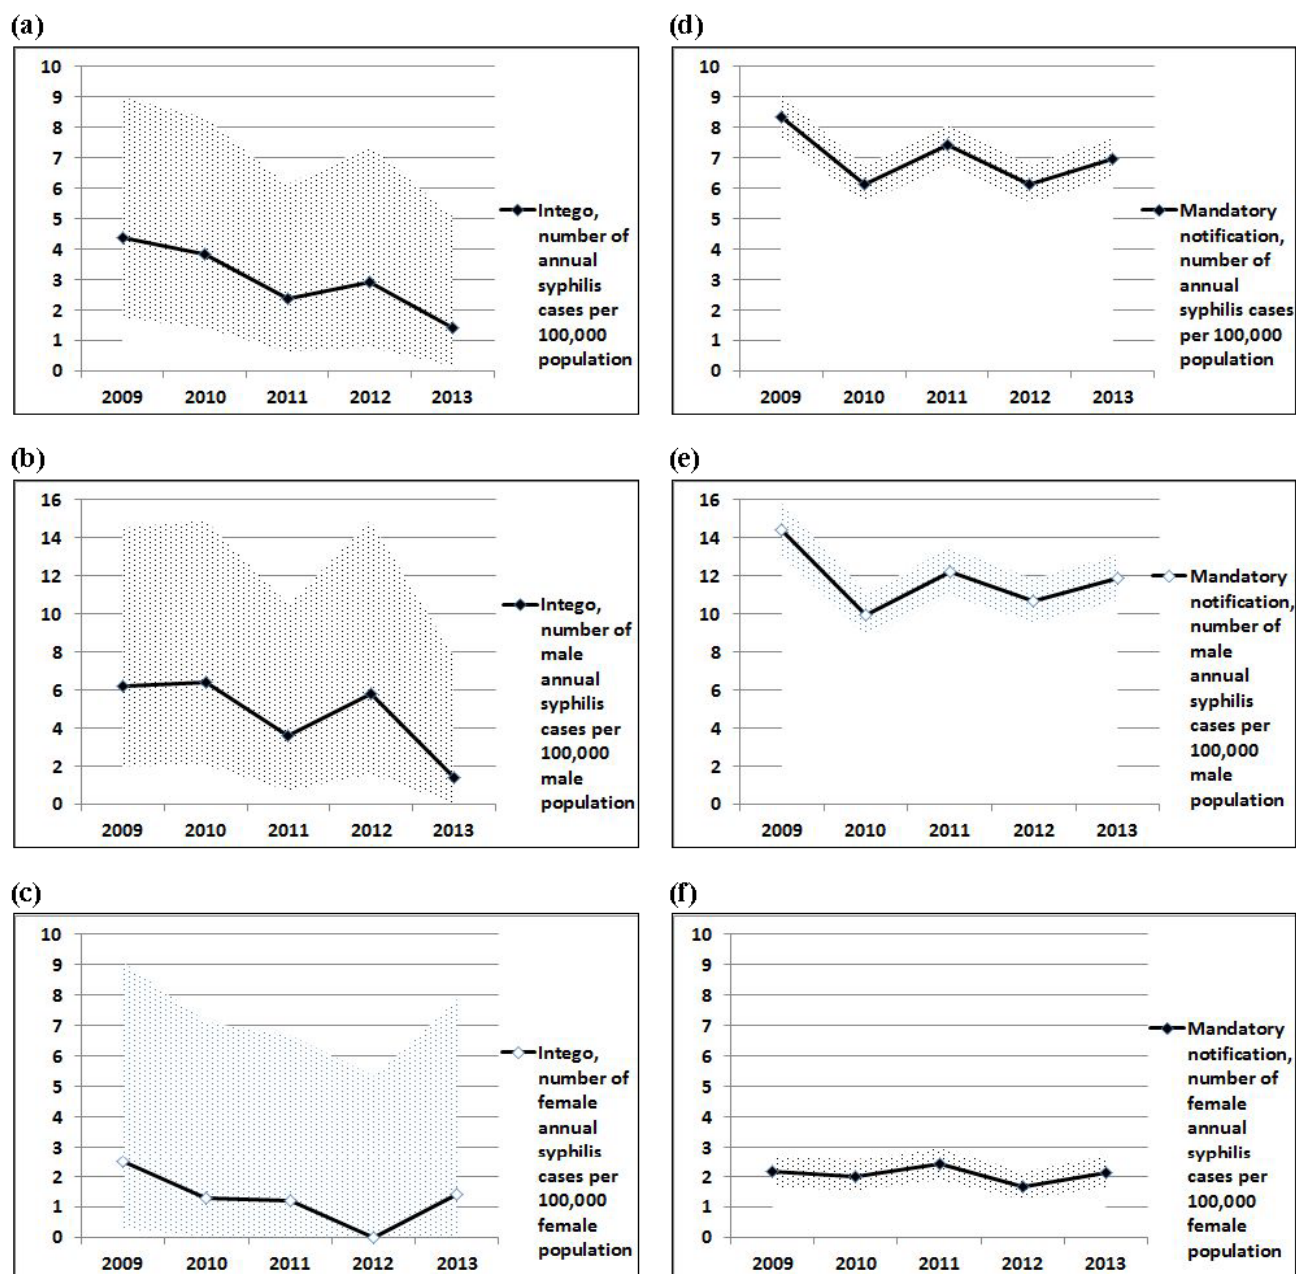 (a)
10
9
8
7
6
5
4
3
2
1
0
2009 2010 2011 2012 2013
Intego,
number of
annual
syphilis
cases per
100,000
population
(d)
10
9
8
7
6
5
4
3
2
1
0
2009 2010 2011 2012 2013
Mandatory
notification,
number of
annual
syphilis cases
per 100,000
population
(b)
16
14
12
10
8
6
4
2
0
2009 2010 2011 2012 2013
Intego,
number of
male
annual
syphilis
cases per
100,000
male
population
(e)
16
14
12
10
8
6
4
2
0
2009 2010 2011 2012 2013
Mandatory
notification,
number of
male
annual
syphilis
cases per
100,000
male
population
(c)
10
9
8
7
6
5
4
3
2
1
0
2009 2010 2011 2012 2013
Intego,
number of
female
annual
syphilis
cases per
100,000
female
population
(f)
10
9
8
7
6
5
4
3
2
1
0
2009 2010 2011 2012 2013
Mandatory
notification,
number of
female
annual
syphilis
cases per
100,000
female
population